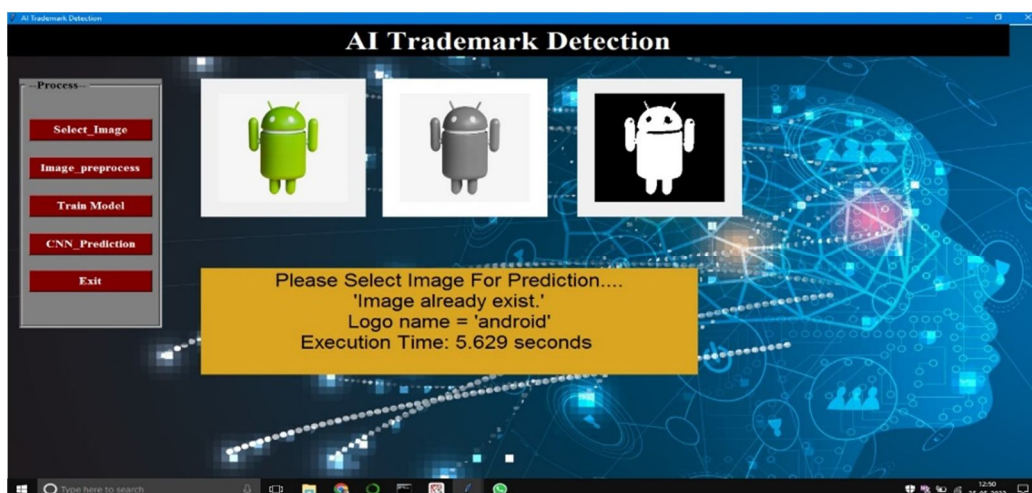 AI Trademark Detection
AI Trademark Detection
--Process--
Select_Image
Image_preprocess
Train Model
CNN_Prediction
Exit
Please Select Image For Prediction....
'Image already exist.'
Logo name = 'android'
Execution Time: 5.629 seconds
Type here to search
12:50